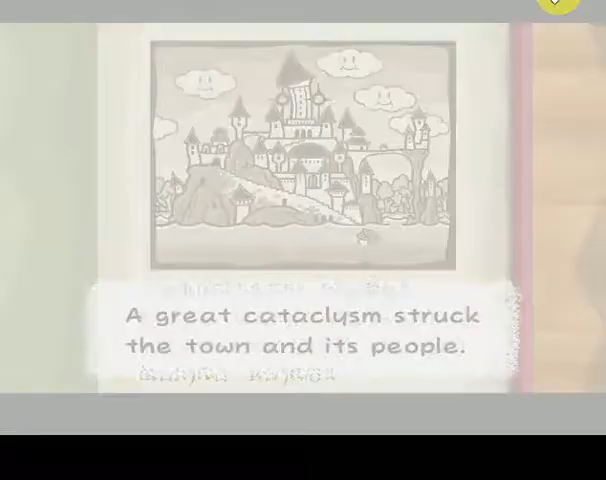 A great cataclysm struck
the town and its people.